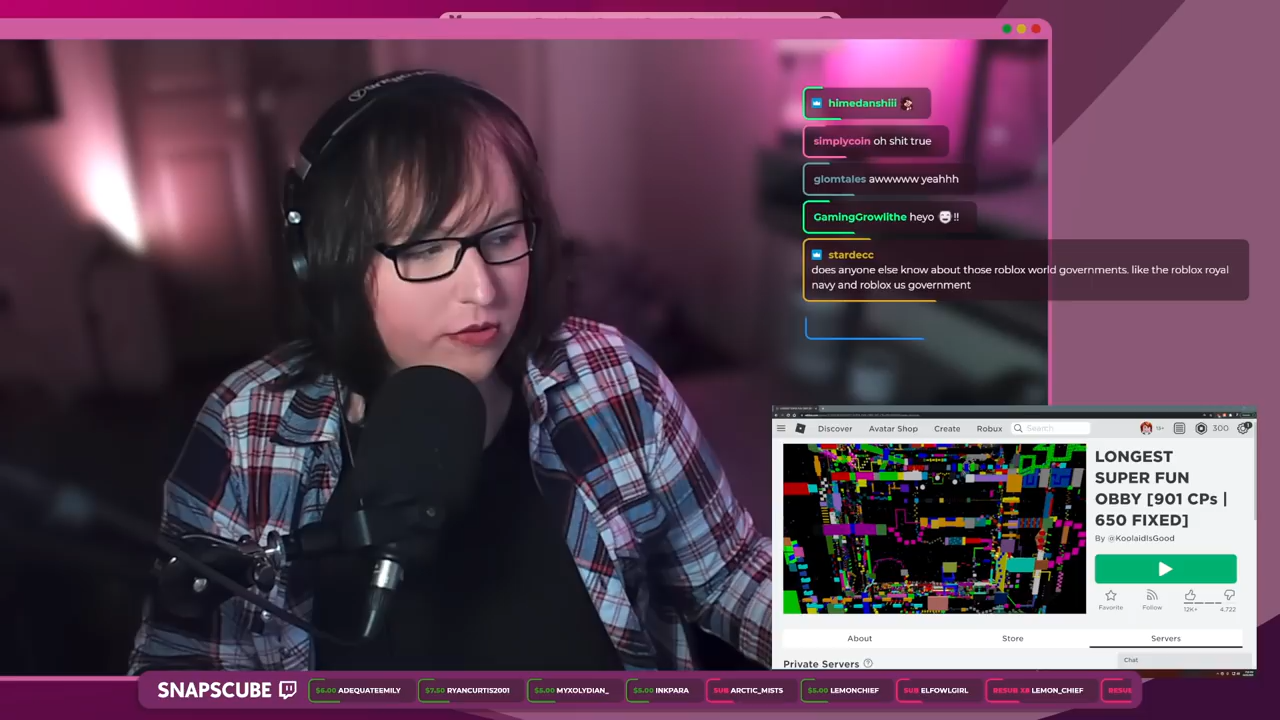 himedanshiii
simplycoin oh shit true
glomtales awwwww yeahhh
GamingGrowlithe heyo !!
stardecc
does anyone else know about those roblox world governments. like the roblox royal
navy and roblox us government
Discover Avatar Shop Create Robux Search 13+ 300
LONGEST
SUPER FUN
OBBY [901 CPs |
650 FIXED]
By @KoolaidIsGood
Favorite Follow 12K+ 4,722
About Store Servers
Private Servers
Chat
SNAPSCUBE $6.00 ADEQUATEEMILY $7.50 RYANCURTIS2001 $5.00 MYXOLYDIAN_ $5.00 INKPARA SUB ARCTIC_MISTS $5.00 LEMONCHIEF SUB ELFOWLGIRL RESUB X8 LEMON_CHIEF RESUB